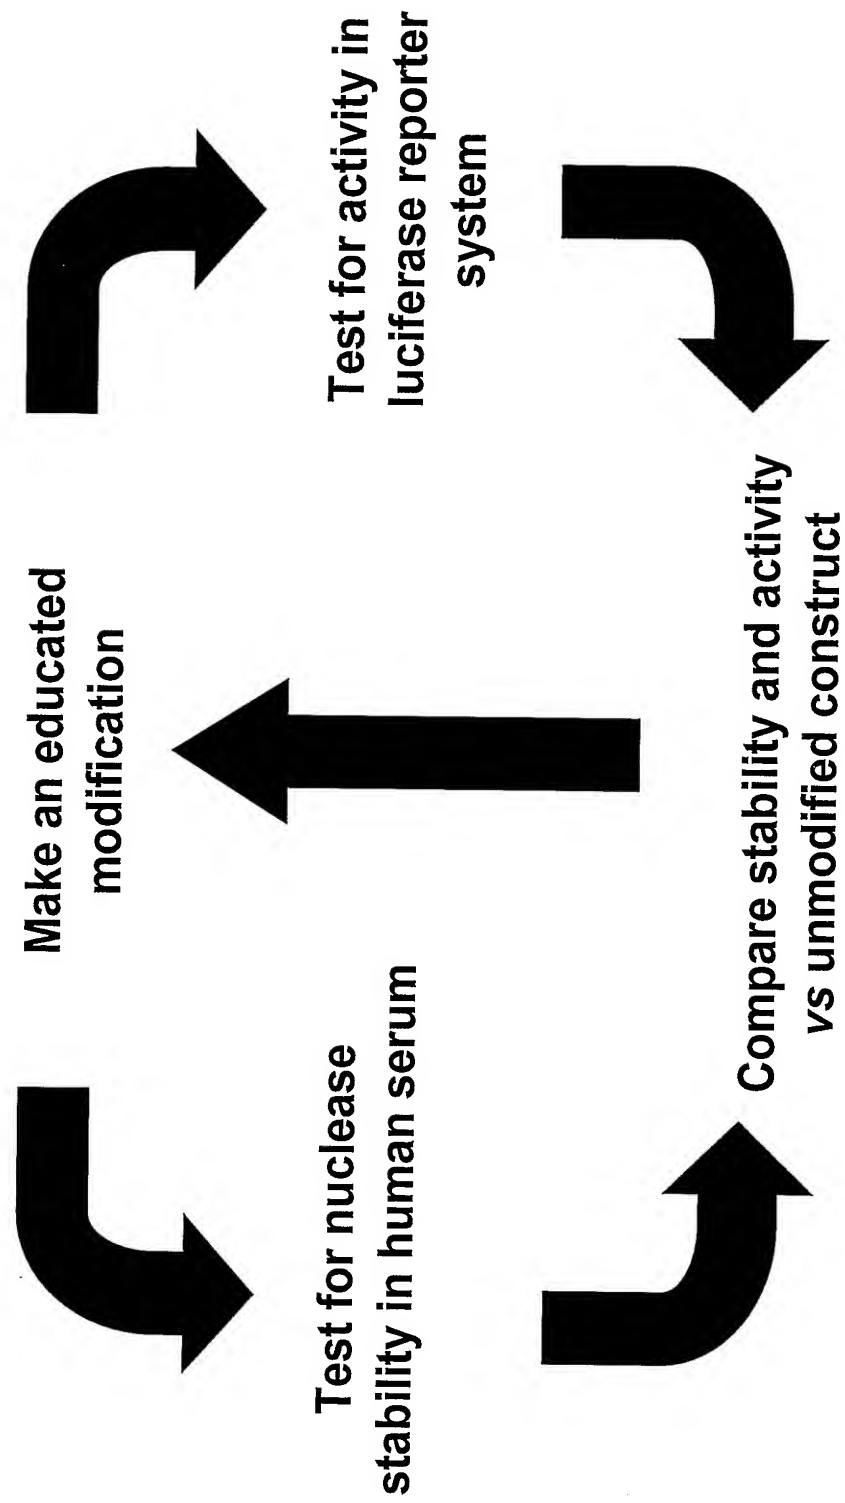 Make an educated
modification
Test for nuclease
stability in human serum
Test for activity in
luciferase reporter
system
Compare stability and activity
vs unmodified construct